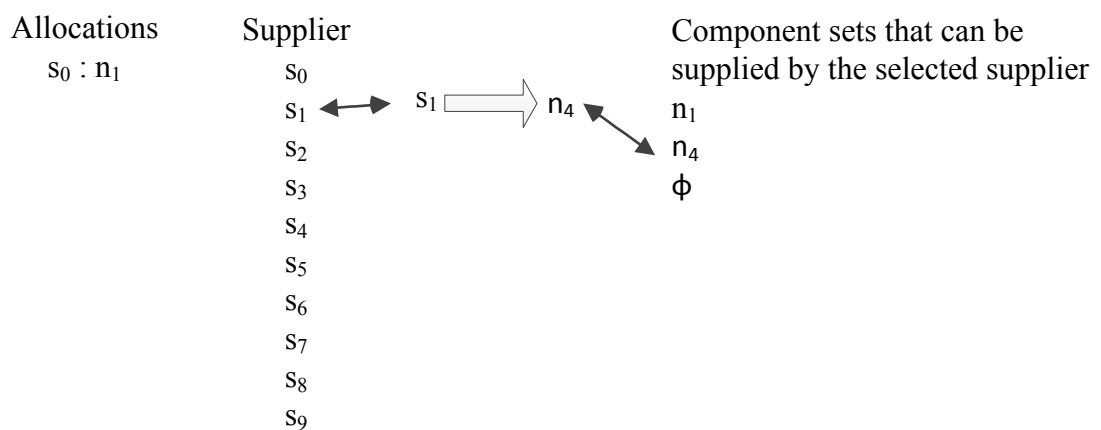 Allocations
s₀ : n₁
Supplier
s₀
s₁
s₂
s₃
s₄
s₅
s₆
s₇
s₈
s₉
s₁
n₄
Component sets that can be
supplied by the selected supplier
n₁
n₄
ϕ